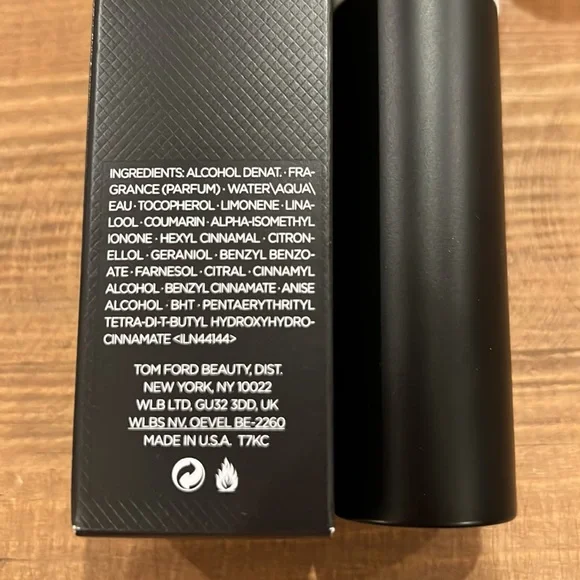 INGREDIENTS: ALCOHOL DENAT. · FRA-
GRANCE (PARFUM) · WATER\AQUA\
EAU · TOCOPHEROL · LIMONENE · LINA-
LOOL · COUMARIN · ALPHA-ISOMETHYL
IONONE · HEXYL CINNAMAL · CITRON-
ELLOL · GERANIOL · BENZYL BENZO-
ATE · FARNESOL · CITRAL · CINNAMYL
ALCOHOL · BENZYL CINNAMATE · ANISE
ALCOHOL · BHT · PENTAERYTHRITYL
TETRA-DI-T-BUTYL HYDROXYHYDRO-
CINNAMATE <ILN44144>
TOM FORD BEAUTY, DIST.
NEW YORK, NY 10022
WLB LTD, GU32 3DD, UK
WLBS NV. OEVEL BE-2260
MADE IN U.S.A. T7KC